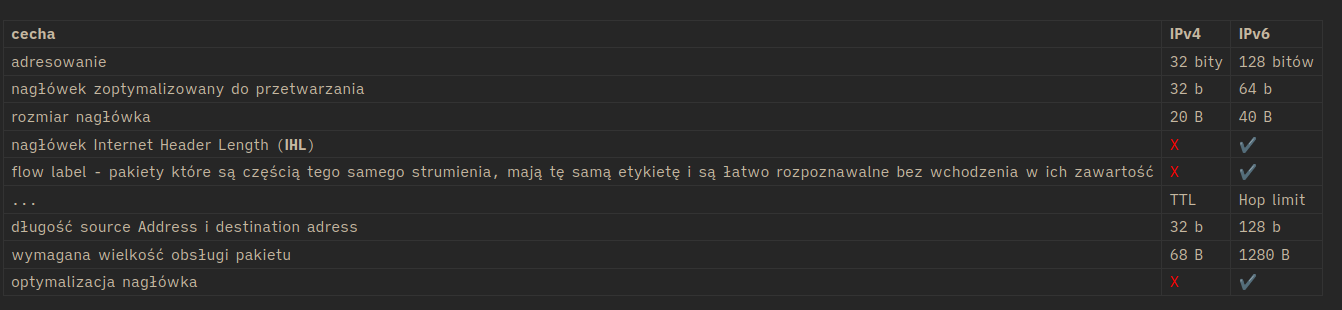 cecha IPv4 IPv6
adresowanie 32 bity 128 bitów
nagłówek zoptymalizowany do przetwarzania 32 b 64 b
rozmiar nagłówka 20 B 40 B
nagłówek Internet Header Length (IHL) X ✔
flow label - pakiety które są częścią tego samego strumienia, mają tę samą etykietę i są łatwo rozpoznawalne bez wchodzenia w ich zawartość X ✔
... TTL Hop limit
długość source Address i destination adress 32 b 128 b
wymagana wielkość obsługi pakietu 68 B 1280 B
optymalizacja nagłówka X ✔